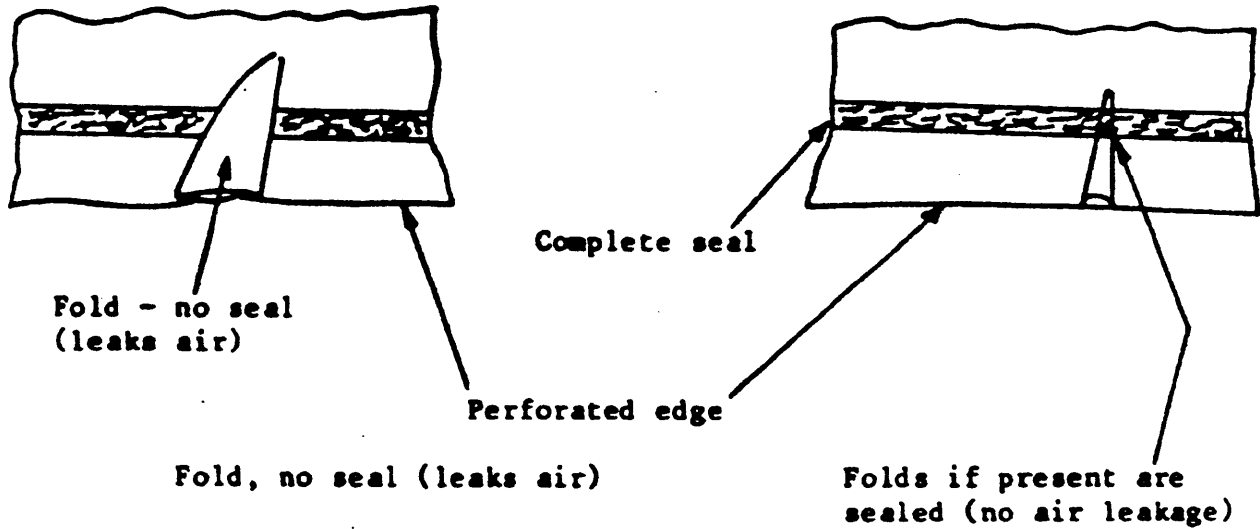 Complete seal
Fold - no seal
(leaks air)
Perforated edge
Fold, no seal (leaks air)
Folds if present are
sealed (no air leakage)